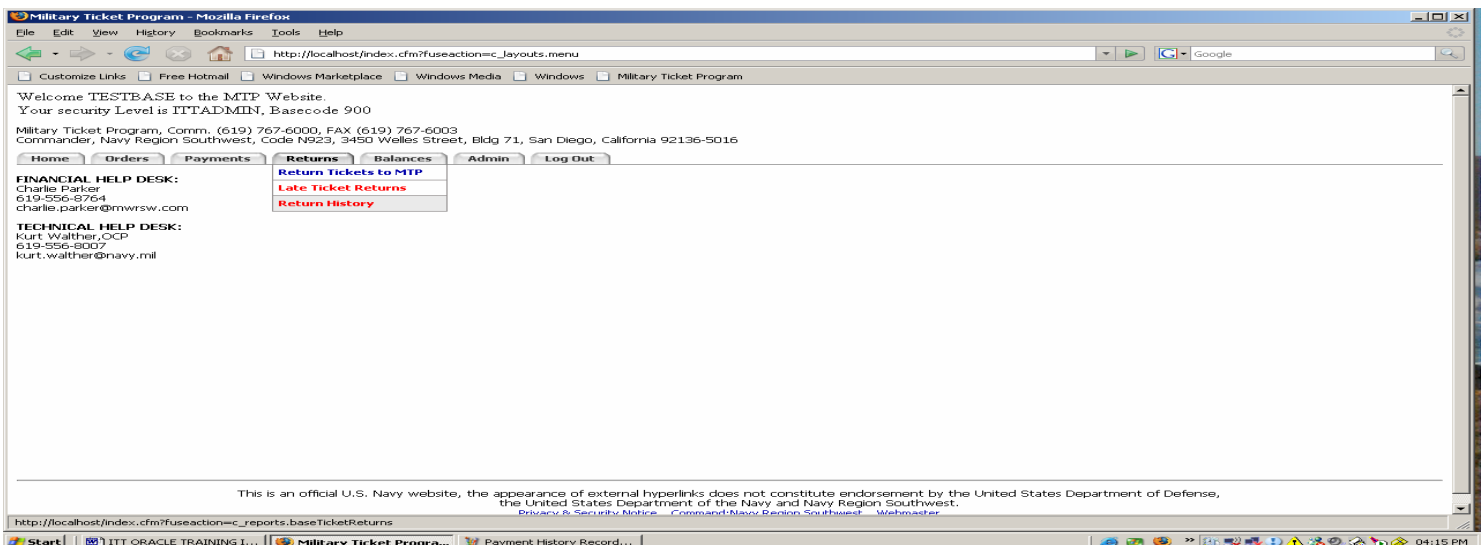 Military Ticket Program - Mozilla Firefox
File Edit View History Bookmarks Tools Help
http://localhost/index.cfm?fuseaction=c_layouts.menu
Google
Customize Links Free Hotmail Windows Marketplace Windows Media Windows Military Ticket Program
Welcome TESTBASE to the MTP Website.
Your security Level is ITTADMIN, Basecode 900
Military Ticket Program, Comm. (619) 767-6000, FAX (619) 767-6003
Commander, Navy Region Southwest, Code N923, 3450 Welles Street, Bldg 71, San Diego, California 92136-5016
Home Orders Payments Returns Balances Admin Log Out
Return Tickets to MTP
Late Ticket Returns
Return History
FINANCIAL HELP DESK:
Charlie Parker
619-556-8764
charlie.parker@mwrsw.com
TECHNICAL HELP DESK:
Kurt Walther,OCP
619-556-8007
kurt.walther@navy.mil
This is an official U.S. Navy website, the appearance of external hyperlinks does not constitute endorsement by the United States Department of Defense,
the United States Department of the Navy and Navy Region Southwest.
Privacy & Security Notice Command:Navy Region Southwest Webmaster
http://localhost/index.cfm?fuseaction=c_reports.baseTicketReturns
Start ITT ORACLE TRAINING I... Military Ticket Progra... Payment History Record... 04:15 PM